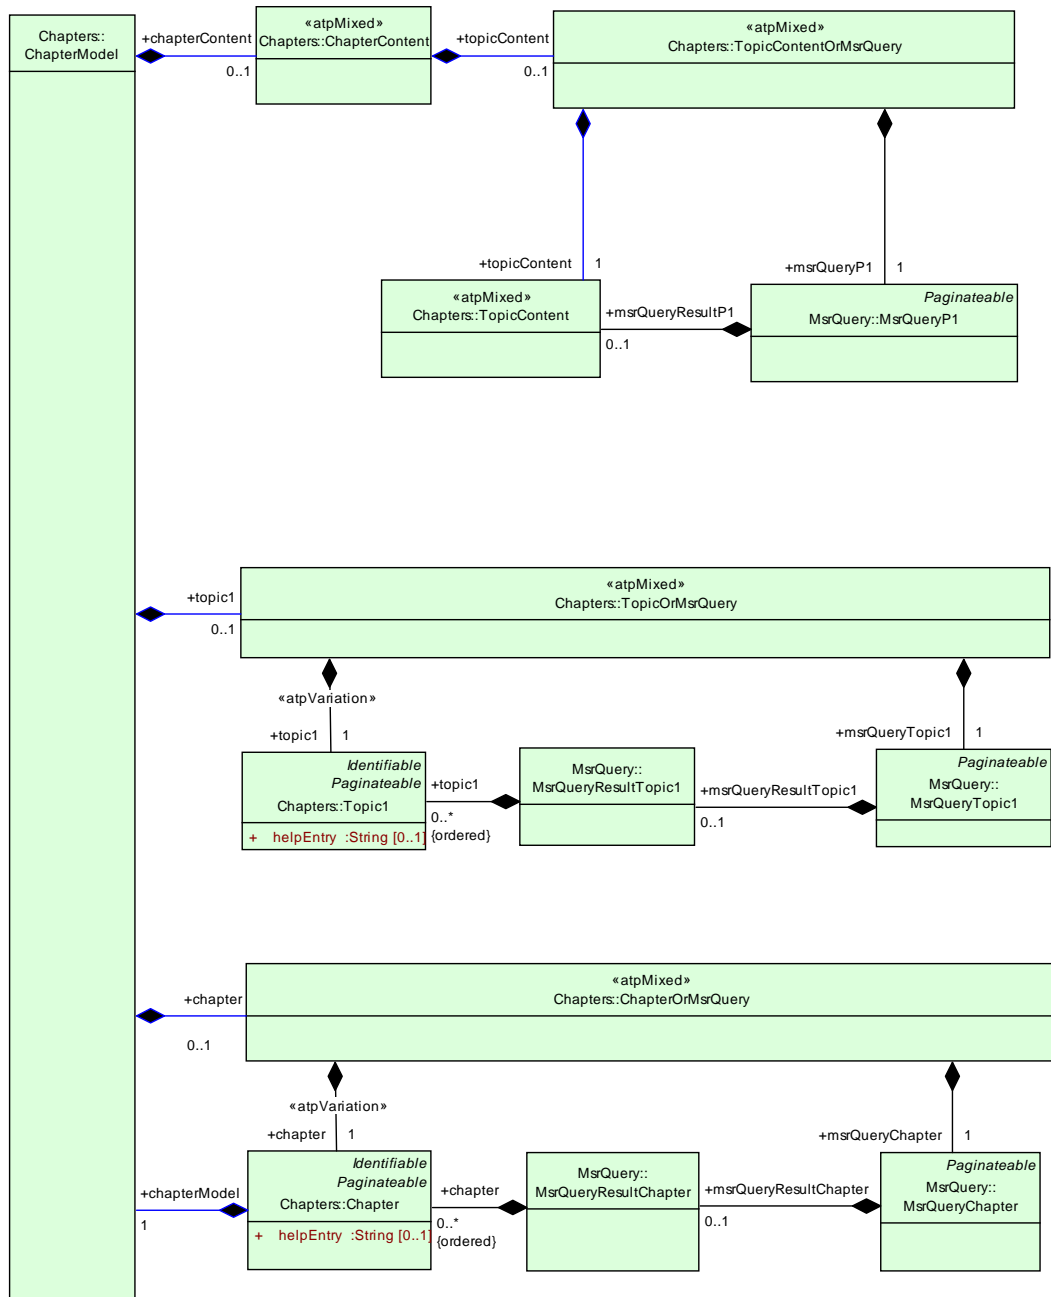 Chapters::
ChapterModel
+chapterContent
0..1
«atpMixed»
Chapters::ChapterContent
+topicContent
0..1
«atpMixed»
Chapters::TopicContentOrMsrQuery
+topicContent 1
+msrQueryP1 1
«atpMixed»
Chapters::TopicContent
+msrQueryResultP1
0..1
Paginateable
MsrQuery::MsrQueryP1
+topic1
0..1
«atpMixed»
Chapters::TopicOrMsrQuery
«atpVariation»
+topic1 1
+msrQueryTopic1 1
Identifiable
Paginateable
Chapters::Topic1
+ helpEntry :String [0..1]
+topic1
0..*
{ordered}
MsrQuery::
MsrQueryResultTopic1
+msrQueryResultTopic1
0..1
Paginateable
MsrQuery::
MsrQueryTopic1
+chapter
0..1
«atpMixed»
Chapters::ChapterOrMsrQuery
«atpVariation»
+chapter 1
+msrQueryChapter 1
+chapterModel
1
Identifiable
Paginateable
Chapters::Chapter
+ helpEntry :String [0..1]
+chapter
0..*
{ordered}
MsrQuery::
MsrQueryResultChapter
+msrQueryResultChapter
0..1
Paginateable
MsrQuery::
MsrQueryChapter